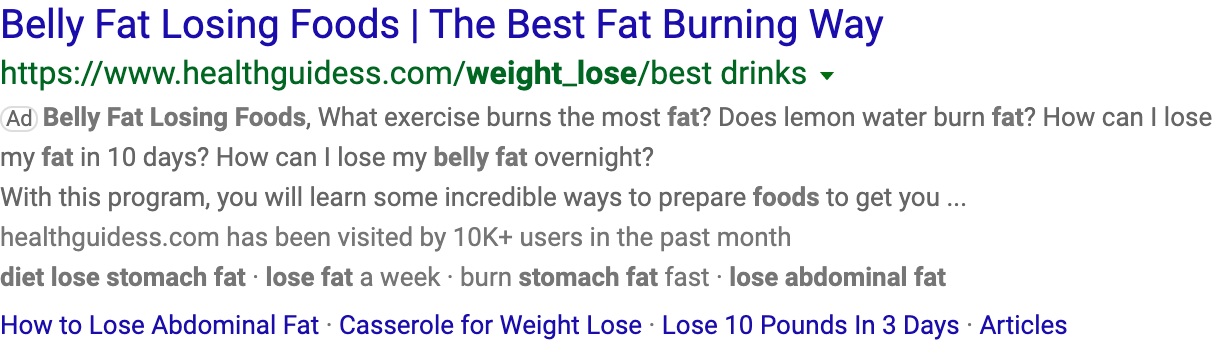 Belly Fat Losing Foods | The Best Fat Burning Way
https://www.healthguidess.com/weight_lose/best drinks
Ad Belly Fat Losing Foods, What exercise burns the most fat? Does lemon water burn fat? How can I lose
my fat in 10 days? How can I lose my belly fat overnight?
With this program, you will learn some incredible ways to prepare foods to get you ...
healthguidess.com has been visited by 10K+ users in the past month
diet lose stomach fat · lose fat a week · burn stomach fat fast · lose abdominal fat
How to Lose Abdominal Fat · Casserole for Weight Lose · Lose 10 Pounds In 3 Days · Articles